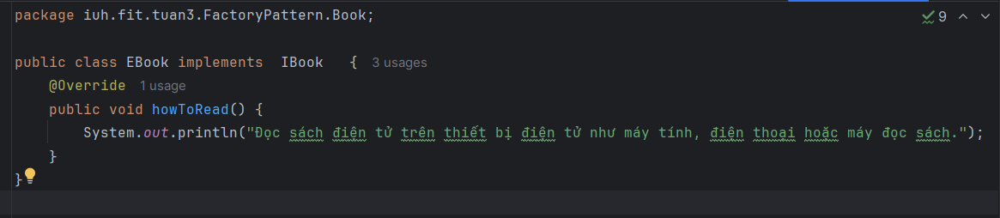 package iuh.fit.tuan3.FactoryPattern.Book;
9
public class EBook implements  IBook   {  3 usages
@Override  1 usage
public void howToRead() {
System.out.println("Đọc sách điện tử trên thiết bị điện tử như máy tính, điện thoại hoặc máy đọc sách.");
}
}